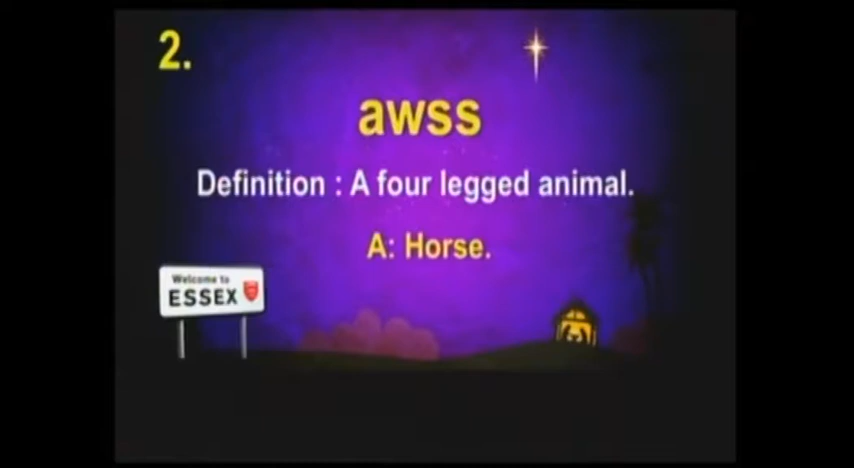 2.
awss
Definition : A four legged animal.
A: Horse.
Welcome to
ESSEX